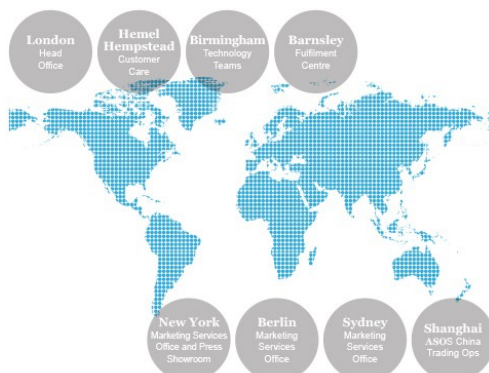 London
Head
Office
Hemel
Hempstead
Customer
Care
Birmingham
Technology
Teams
Barnsley
Fulfilment
Centre
New York
Marketing Services
Office and Press
Showroom
Berlin
Marketing
Services
Office
Sydney
Marketing
Services
Office
Shanghai
ASOS China
Trading Ops